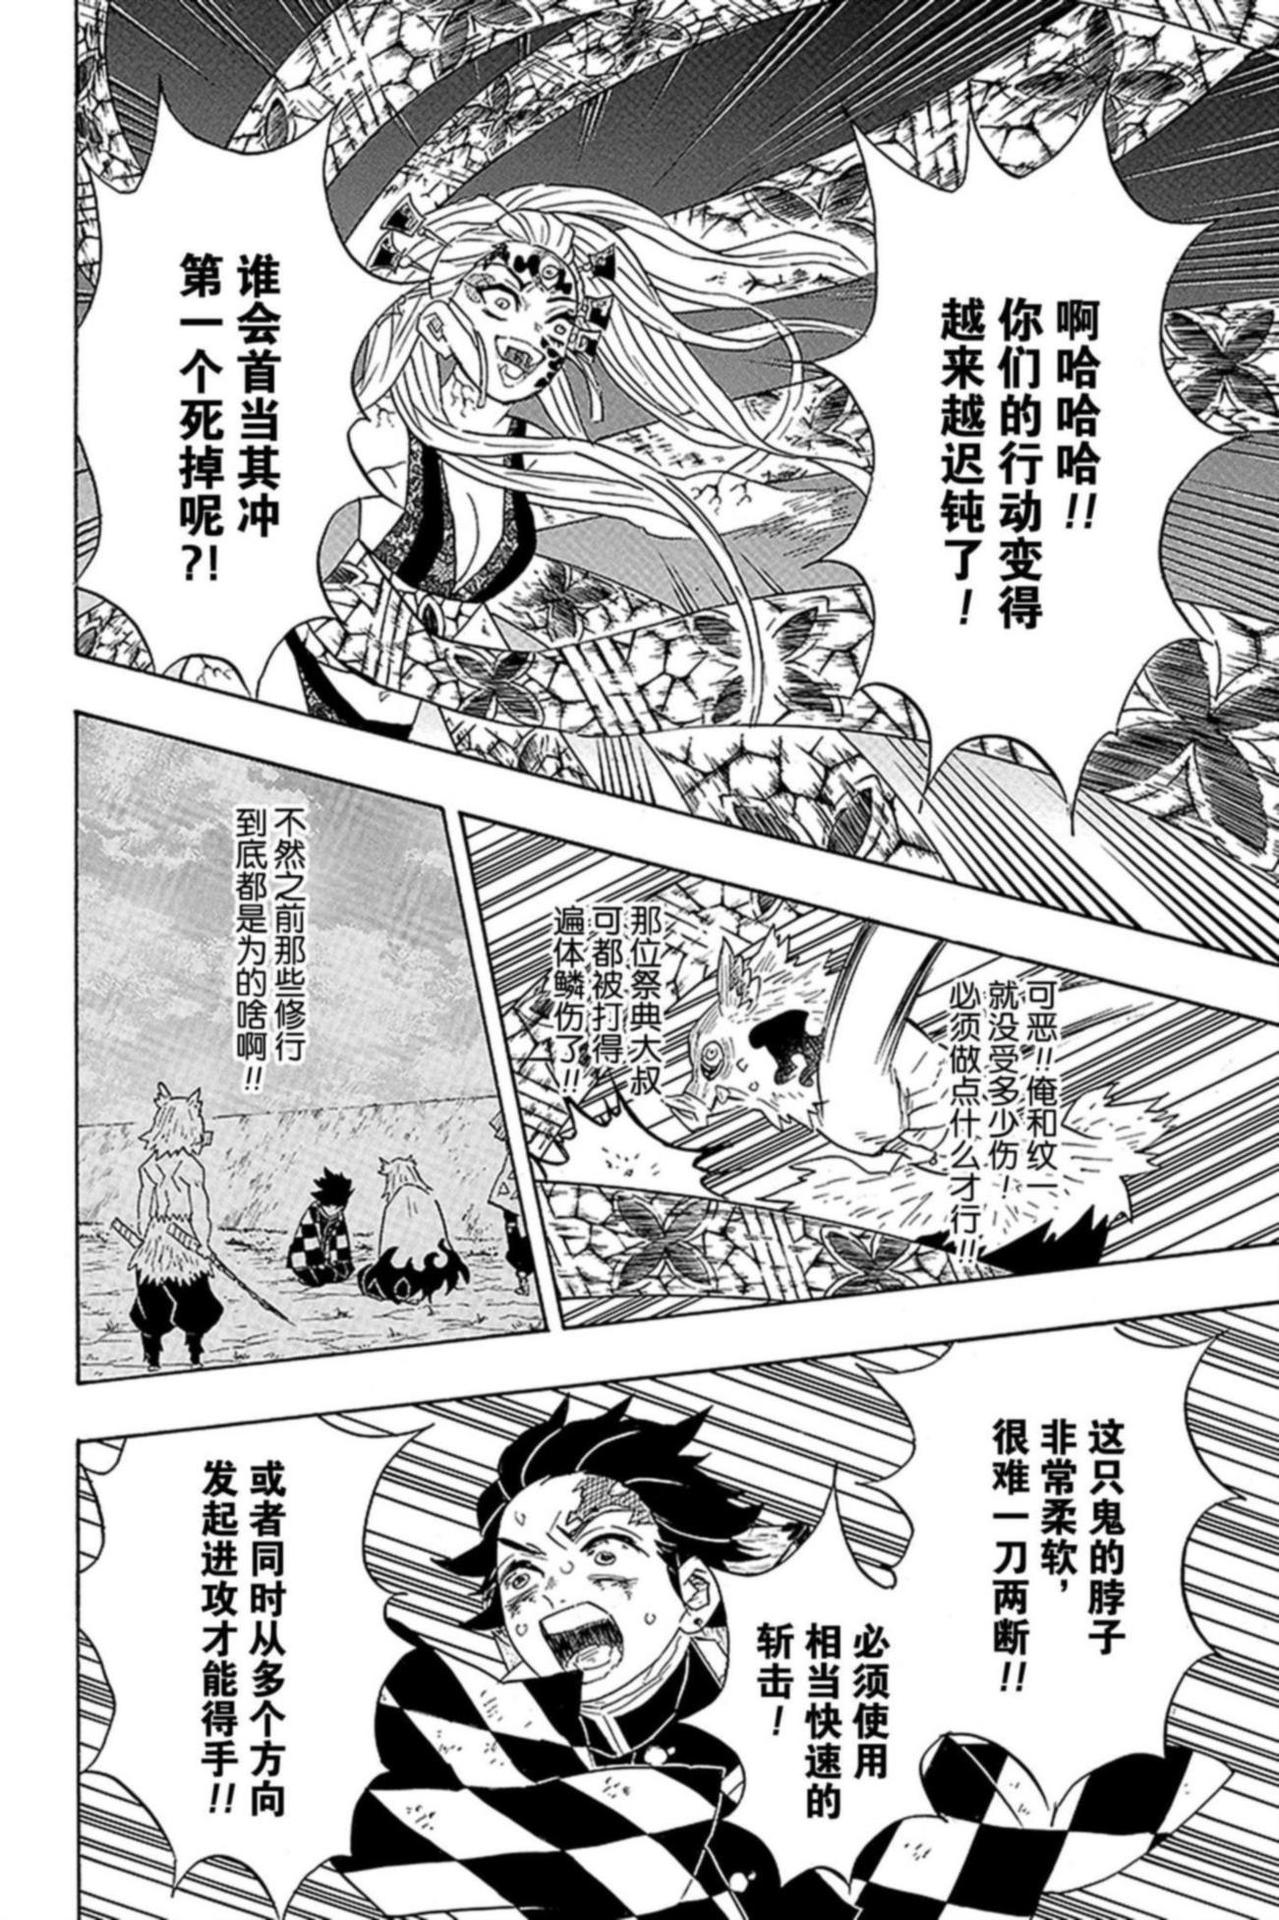 啊哈哈哈!!
你们的行动变得
越来越迟钝了!
谁会首当其冲
第一个死掉呢?!
可恶!!俺和纹一
就没受多少伤!
必须做点什么才行!!
那位祭典大叔
可都被打得
遍体鳞伤了!!
不然之前那些修行
到底都是为的啥啊!!
这只鬼的脖子
非常柔软，
很难一刀两断!!
必须使用
相当快速的
斩击!
或者同时从多个方向
发起进攻才能得手!!